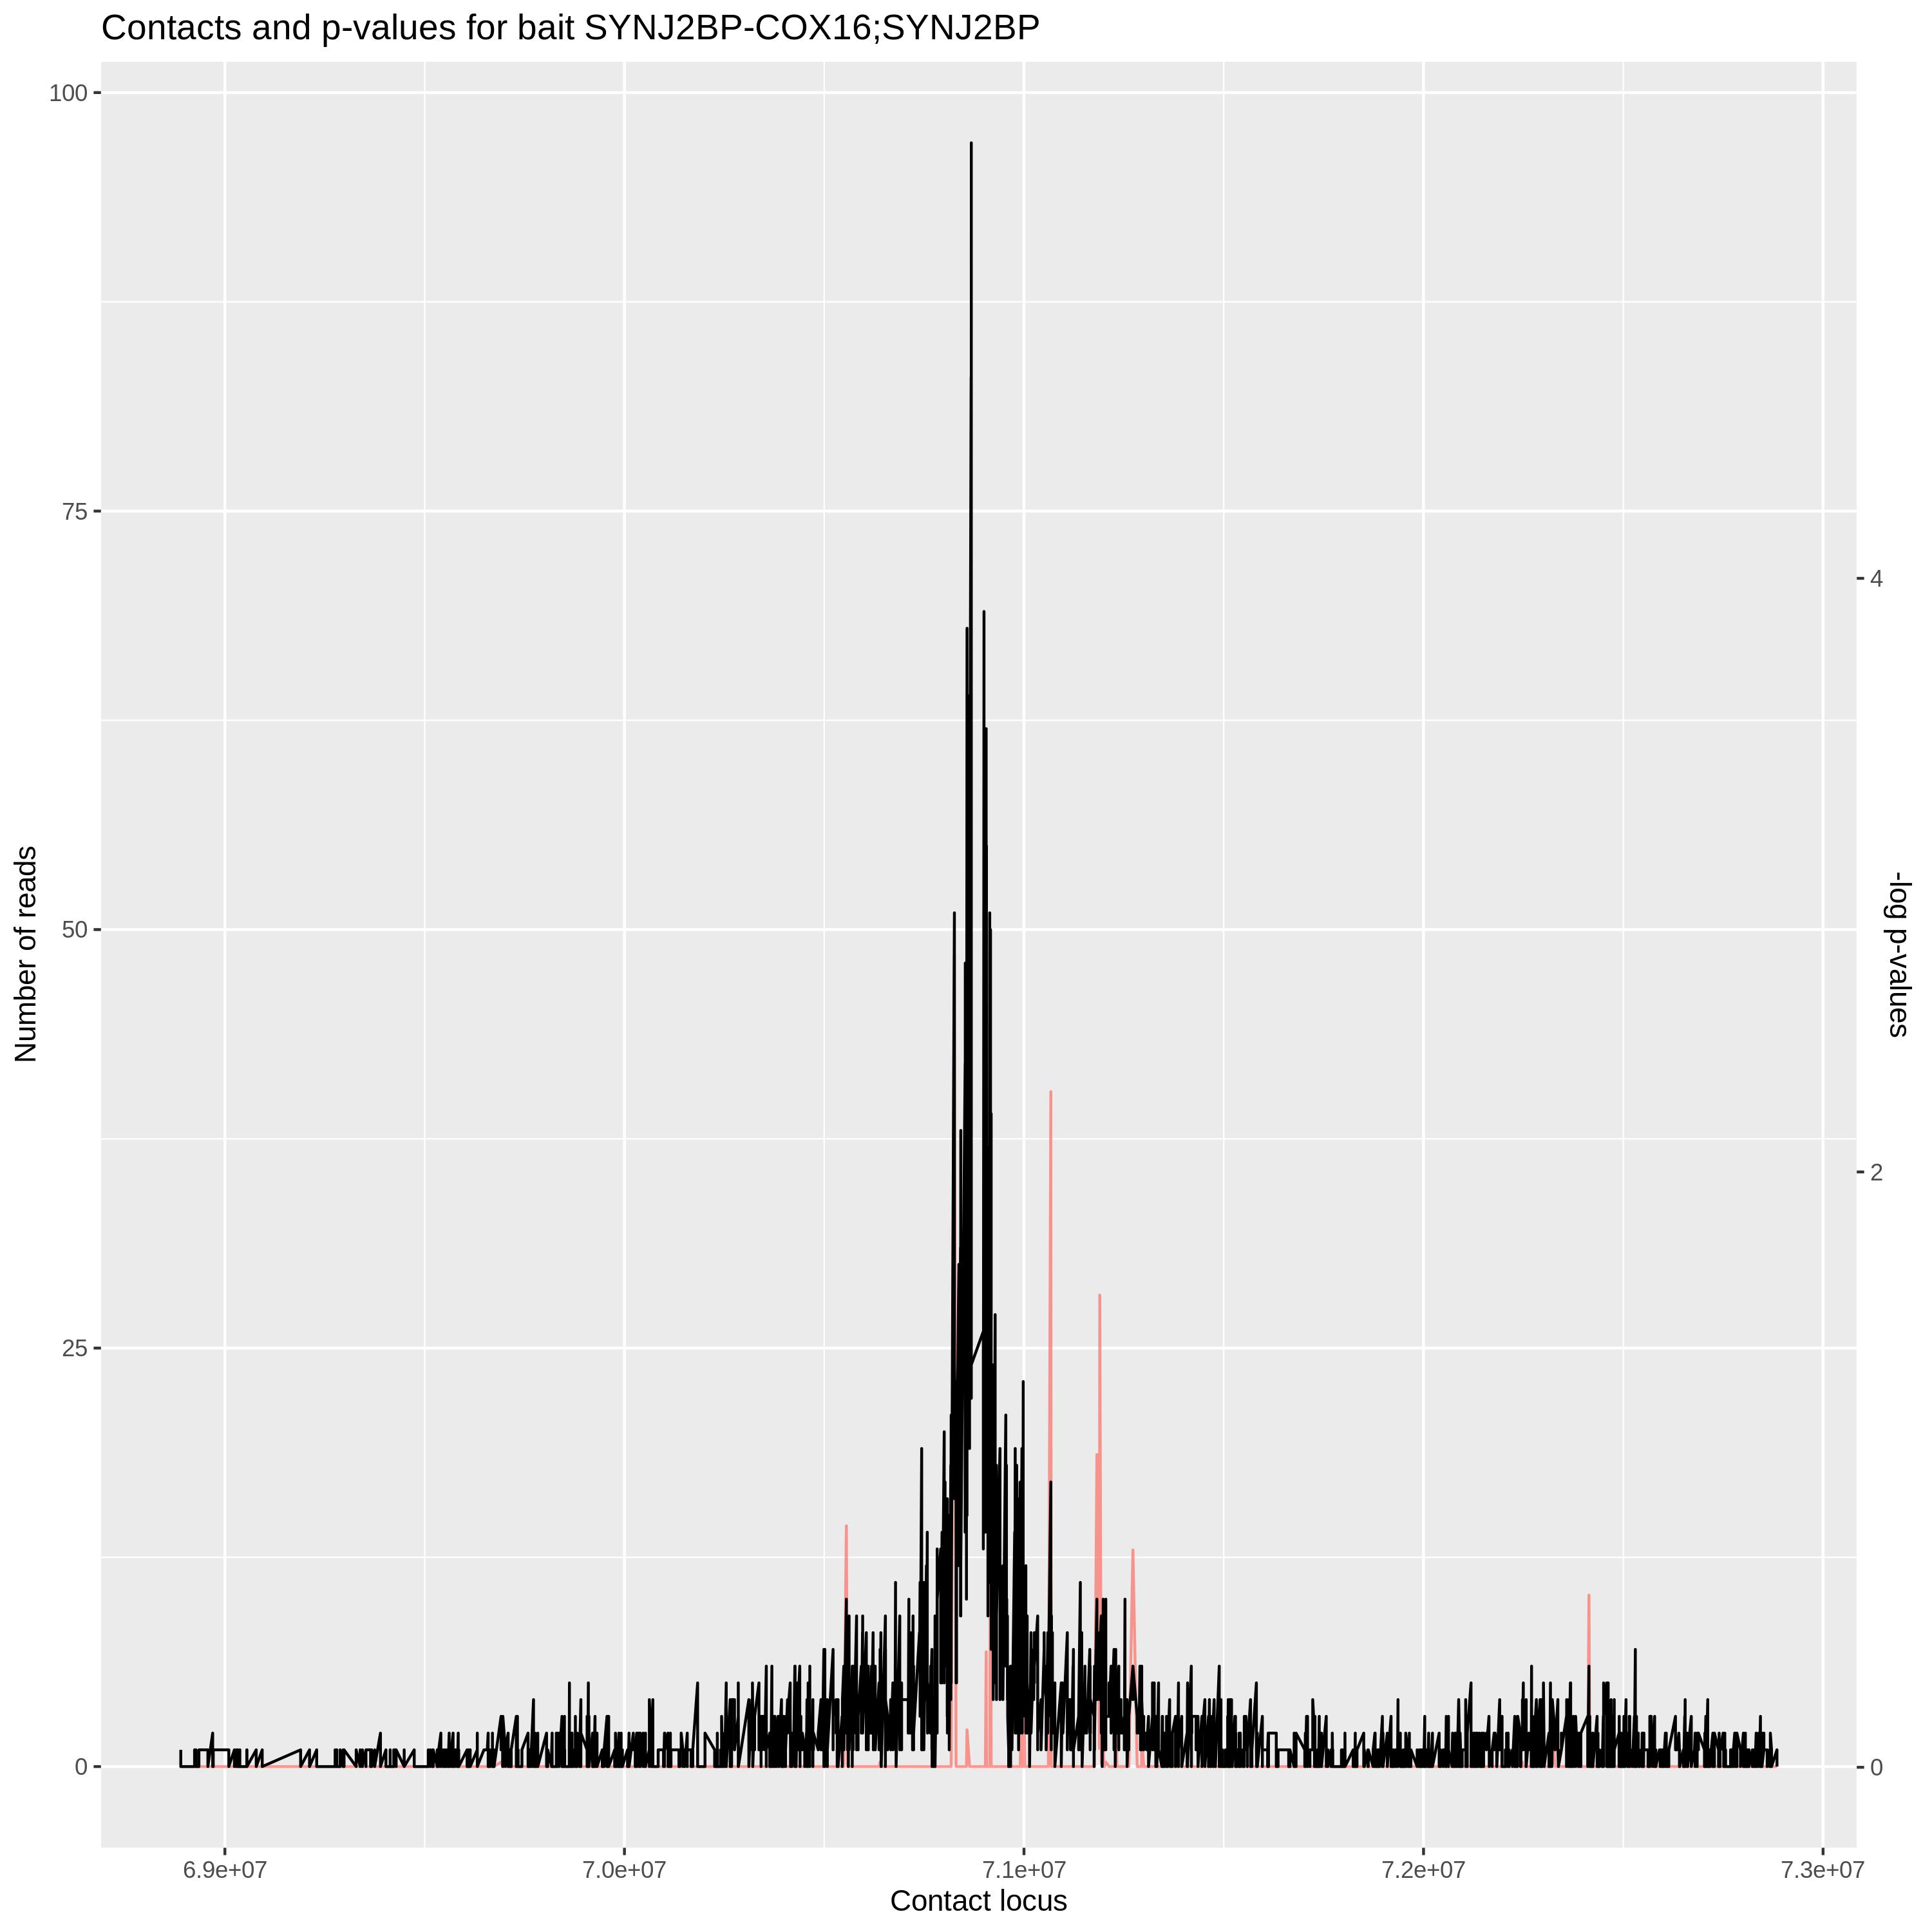 Contacts and p-values for bait SYNJ2BP-COX16;SYNJ2BP
100
75
50
25
0
Number of reads
4
2
0
-log p-values
6.9e+07
7.0e+07
7.1e+07
7.2e+07
7.3e+07
Contact locus